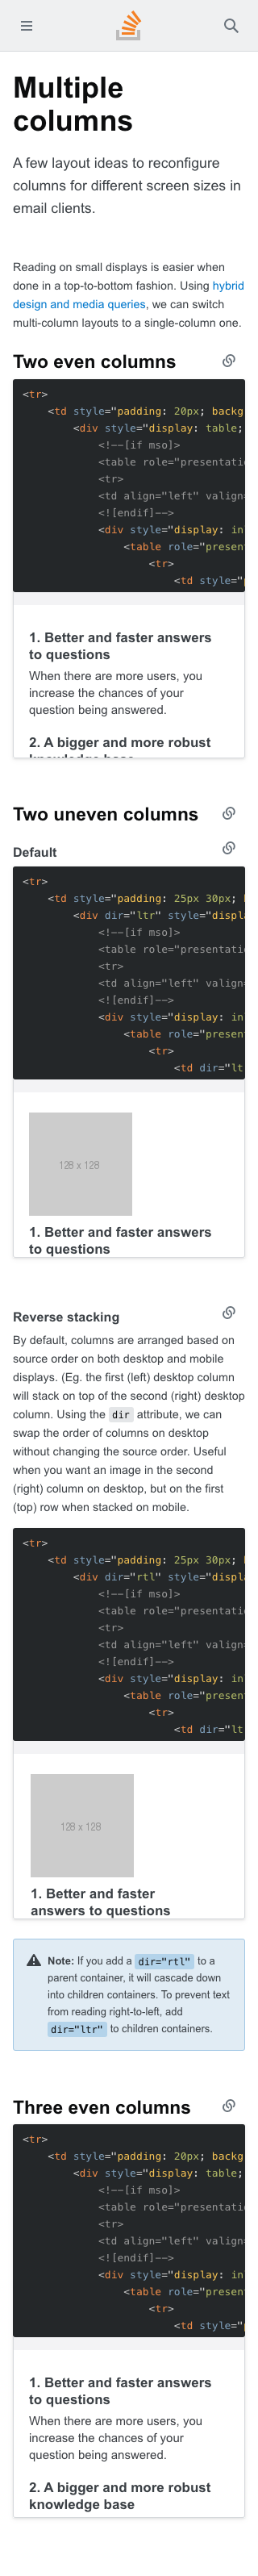 Multiple
columns
A few layout ideas to reconfigure
columns for different screen sizes in
email clients.
Reading on small displays is easier when
done in a top-to-bottom fashion. Using hybrid
design and media queries, we can switch
multi-column layouts to a single-column one.
Two even columns
<tr>
<td style="padding: 20px; backg
<div style="display: table;
<!--[if mso]>
<table role="presentati
<tr>
<td align="left" valign
<![endif]-->
<div style="display: in
<table role="presen
<tr>
<td style="
1. Better and faster answers
to questions
When there are more users, you
increase the chances of your
question being answered.
2. A bigger and more robust
knowledge base
Two uneven columns
Default
<tr>
<td style="padding: 25px 30px;
<div dir="ltr" style="displ
<!--[if mso]>
<table role="presentati
<tr>
<td align="left" valign
<![endif]-->
<div style="display: in
<table role="presen
<tr>
<td dir="lt
128 x 128
1. Better and faster answers
to questions
Reverse stacking
By default, columns are arranged based on
source order on both desktop and mobile
displays. (Eg. the first (left) desktop column
will stack on top of the second (right) desktop
column. Using the dir attribute, we can
swap the order of columns on desktop
without changing the source order. Useful
when you want an image in the second
(right) column on desktop, but on the first
(top) row when stacked on mobile.
<tr>
<td style="padding: 25px 30px;
<div dir="rtl" style="displ
<!--[if mso]>
<table role="presentati
<tr>
<td align="left" valign
<![endif]-->
<div style="display: in
<table role="presen
<tr>
<td dir="lt
128 x 128
1. Better and faster
answers to questions
Note: If you add a dir="rtl" to a
parent container, it will cascade down
into children containers. To prevent text
from reading right-to-left, add
dir="ltr" to children containers.
Three even columns
<tr>
<td style="padding: 20px; backg
<div style="display: table;
<!--[if mso]>
<table role="presentati
<tr>
<td align="left" valign
<![endif]-->
<div style="display: in
<table role="presen
<tr>
<td style="
1. Better and faster answers
to questions
When there are more users, you
increase the chances of your
question being answered.
2. A bigger and more robust
knowledge base